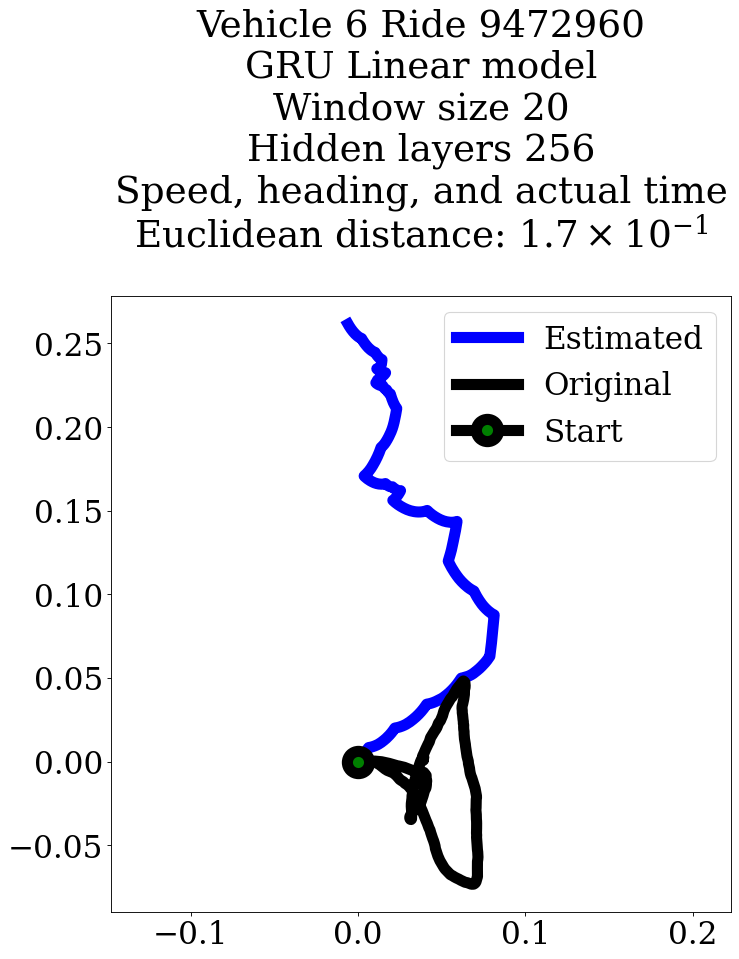 Vehicle 6 Ride 9472960
GRU Linear model
Window size 20
Hidden layers 256
Speed, heading, and actual time
Euclidean distance: 1.7 × 10⁻¹
Estimated
Original
Start
0.25
0.20
0.15
0.10
0.05
0.00
−0.05
−0.1
0.0
0.1
0.2